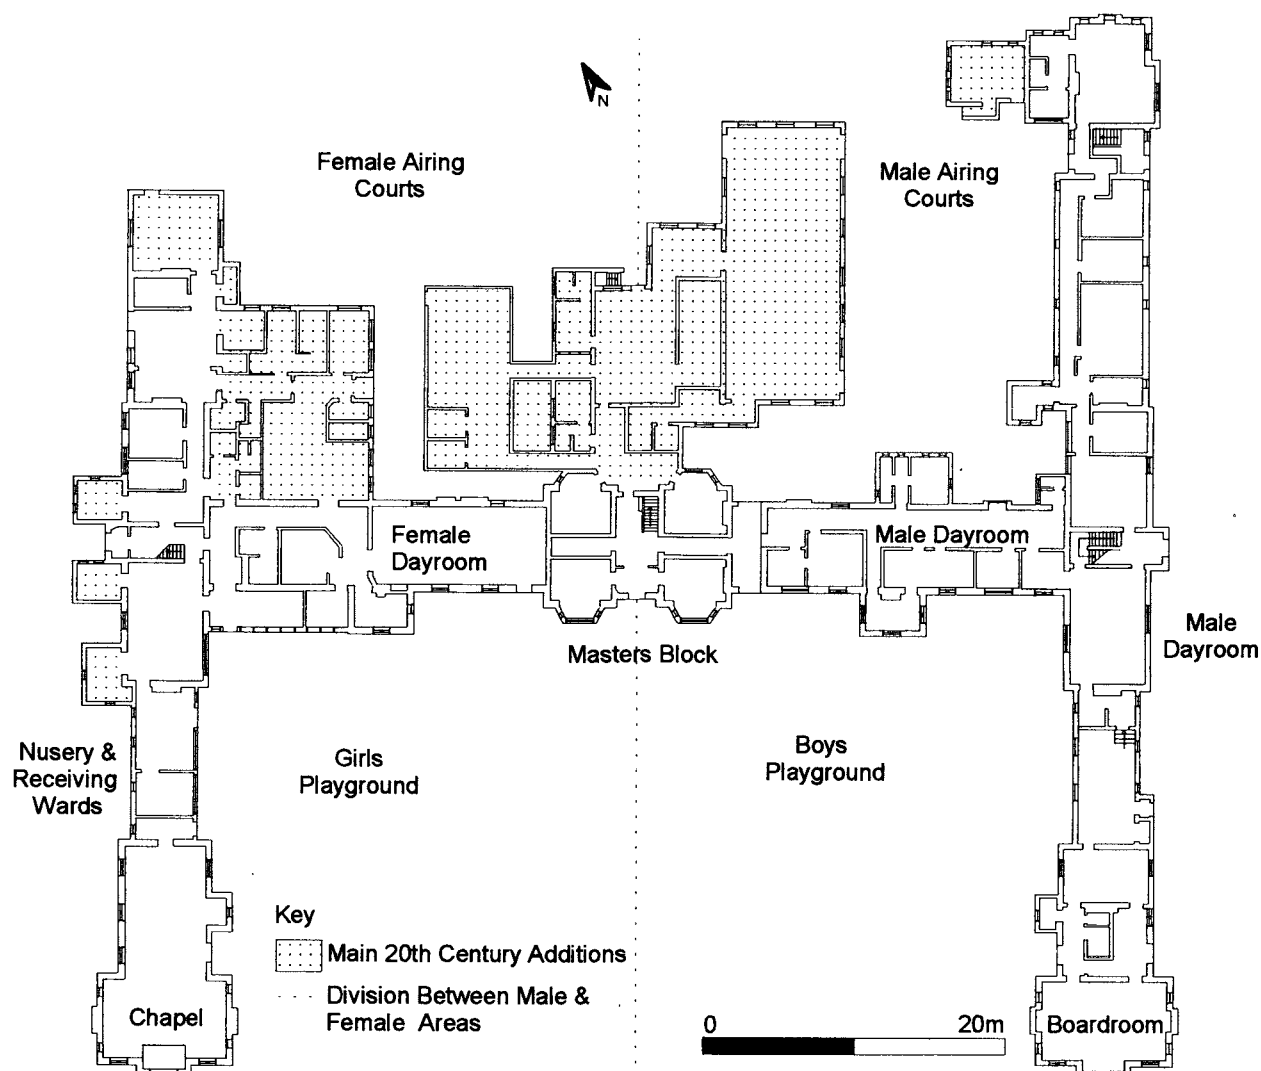 N
Female Airing
Courts
Male Airing
Courts
Female
Dayroom
Male Dayroom
Masters Block
Male
Dayroom
Nusery &
Receiving
Wards
Girls
Playground
Boys
Playground
Key
Main 20th Century Additions
Division Between Male &
Female Areas
Chapel
0 20m
Boardroom